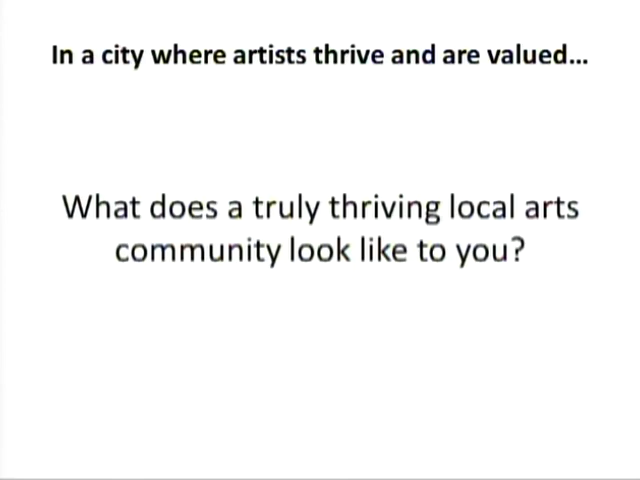 In a city where artists thrive and are valued...
What does a truly thriving local arts
community look like to you?